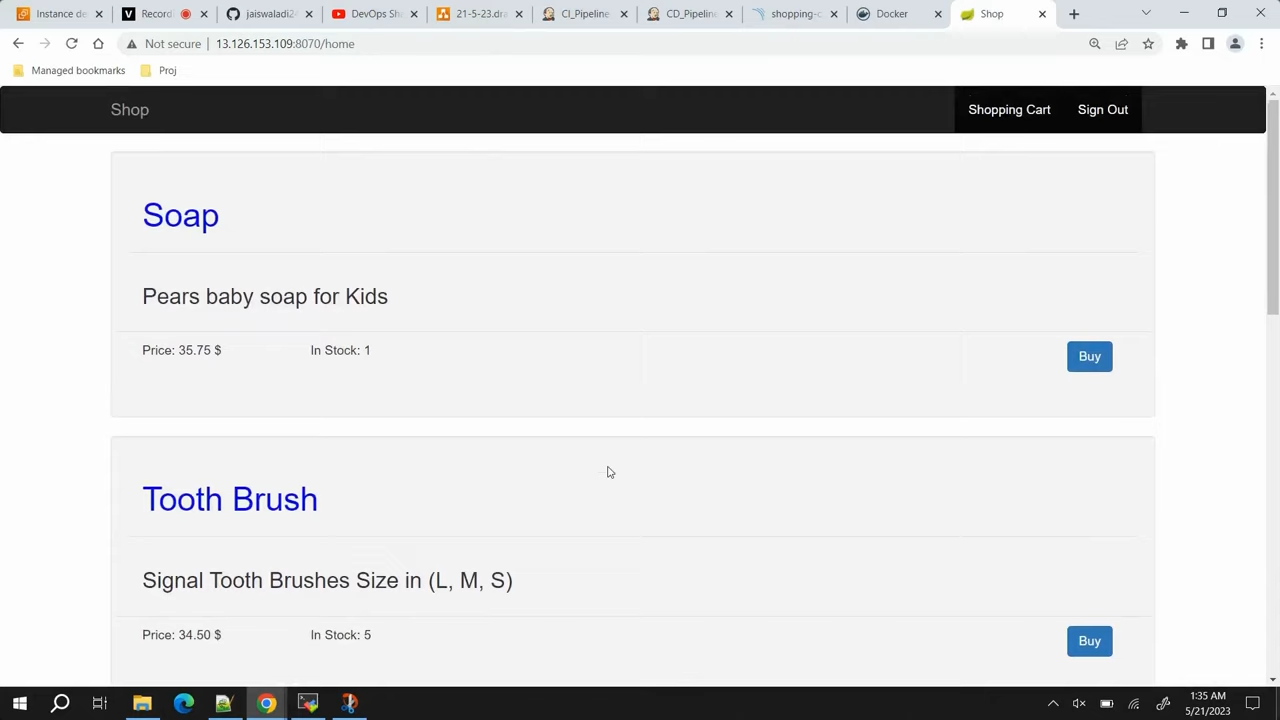 Instance de
Record
jaiswaladi24
DevOps Sh
21-5-23.dra
CI_Pipeline
CD_Pipeline
shopping-c
Docker
Shop
Not secure
13.126.153.109:8070/home
Managed bookmarks
Proj
Shop
Shopping Cart
Sign Out
Soap
Pears baby soap for Kids
Price: 35.75 $
In Stock: 1
Buy
Tooth Brush
Signal Tooth Brushes Size in (L, M, S)
Price: 34.50 $
In Stock: 5
Buy
1:35 AM
5/21/2023